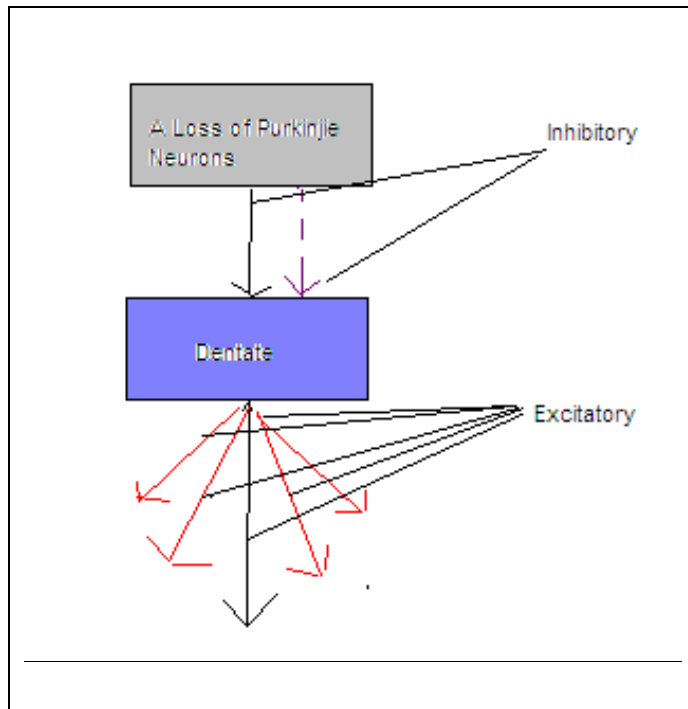 A Loss of Purkinjie
Neurons
Inhibitory
Dentate
Excitatory